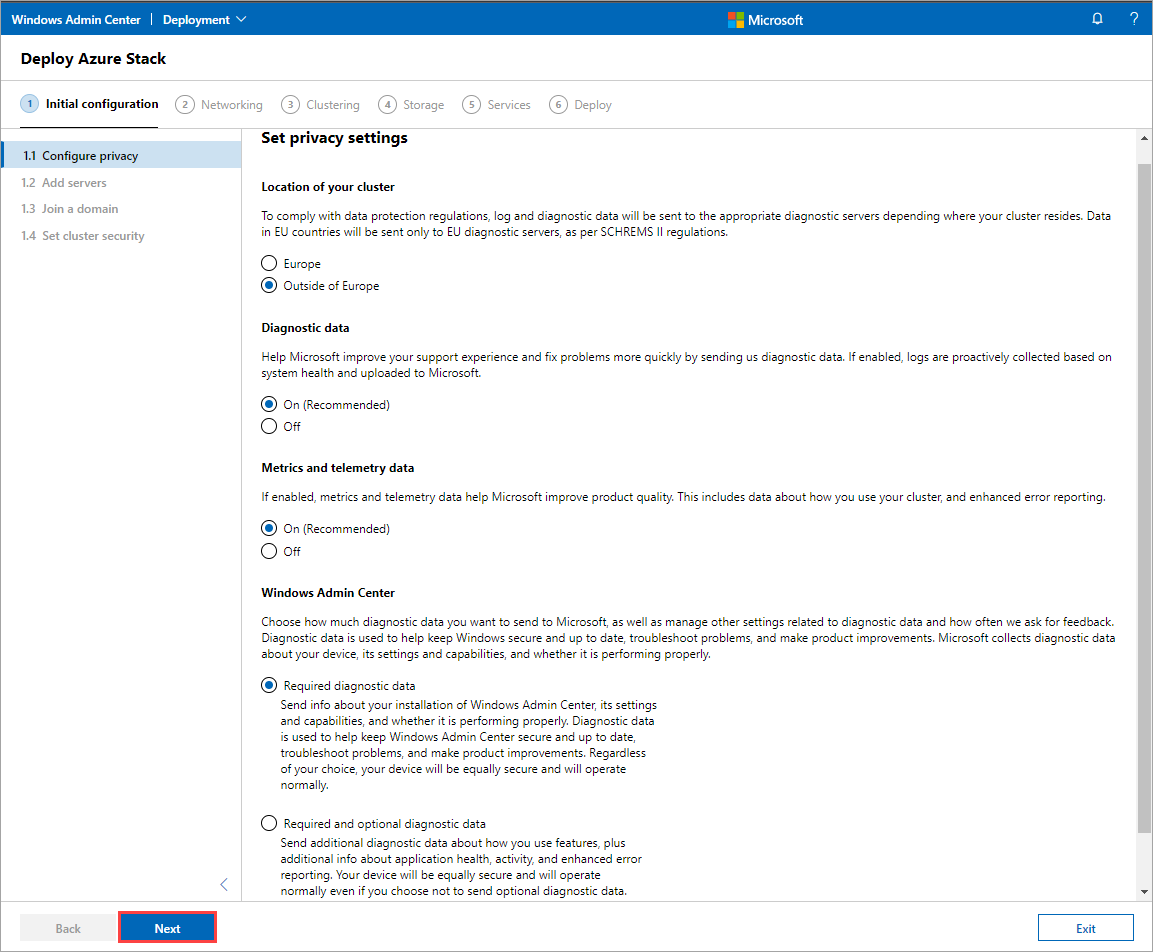 Windows Admin Center | Deployment
Microsoft
?
Deploy Azure Stack
1 Initial configuration
2 Networking
3 Clustering
4 Storage
5 Services
6 Deploy
1.1 Configure privacy
1.2 Add servers
1.3 Join a domain
1.4 Set cluster security
Set privacy settings
Location of your cluster
To comply with data protection regulations, log and diagnostic data will be sent to the appropriate diagnostic servers depending where your cluster resides. Data
in EU countries will be sent only to EU diagnostic servers, as per SCHREMS II regulations.
Europe
Outside of Europe
Diagnostic data
Help Microsoft improve your support experience and fix problems more quickly by sending us diagnostic data. If enabled, logs are proactively collected based on
system health and uploaded to Microsoft.
On (Recommended)
Off
Metrics and telemetry data
If enabled, metrics and telemetry data help Microsoft improve product quality. This includes data about how you use your cluster, and enhanced error reporting.
On (Recommended)
Off
Windows Admin Center
Choose how much diagnostic data you want to send to Microsoft, as well as manage other settings related to diagnostic data and how often we ask for feedback.
Diagnostic data is used to help keep Windows secure and up to date, troubleshoot problems, and make product improvements. Microsoft collects diagnostic data
about your device, its settings and capabilities, and whether it is performing properly.
Required diagnostic data
Send info about your installation of Windows Admin Center, its settings
and capabilities, and whether it is performing properly. Diagnostic data
is used to help keep Windows Admin Center secure and up to date,
troubleshoot problems, and make product improvements. Regardless
of your choice, your device will be equally secure and will operate
normally.
Required and optional diagnostic data
Send additional diagnostic data about how you use features, plus
additional info about application health, activity, and enhanced error
reporting. Your device will be equally secure and will operate
normally even if you choose not to send optional diagnostic data.
Back
Next
Exit